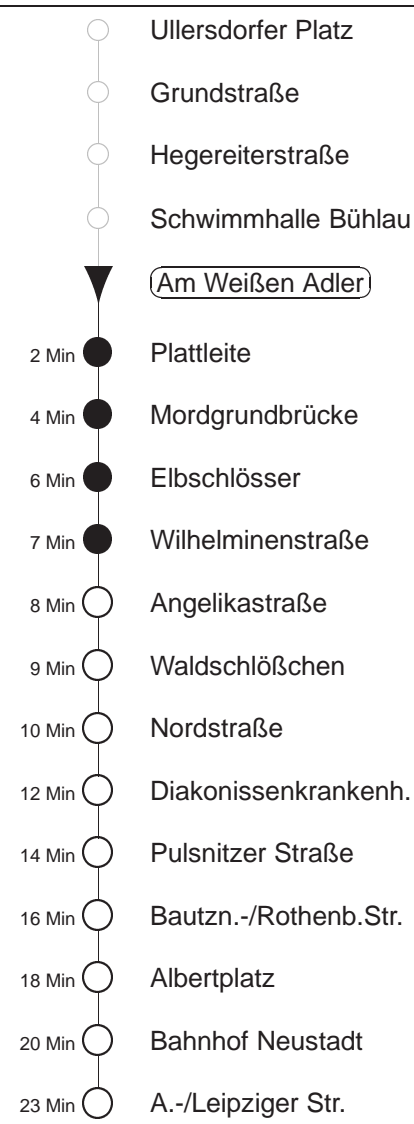 Ullersdorfer Platz
Grundstraße
Hegereiterstraße
Schwimmhalle Bühlau
Am Weißen Adler
2 Min Plattleite
4 Min Mordgrundbrücke
6 Min Elbschlösser
7 Min Wilhelminenstraße
8 Min Angelikastraße
9 Min Waldschlößchen
10 Min Nordstraße
12 Min Diakonissenkrankenh.
14 Min Pulsnitzer Straße
16 Min Bautzn.-/Rothenb.Str.
18 Min Albertplatz
20 Min Bahnhof Neustadt
23 Min A.-/Leipziger Str.